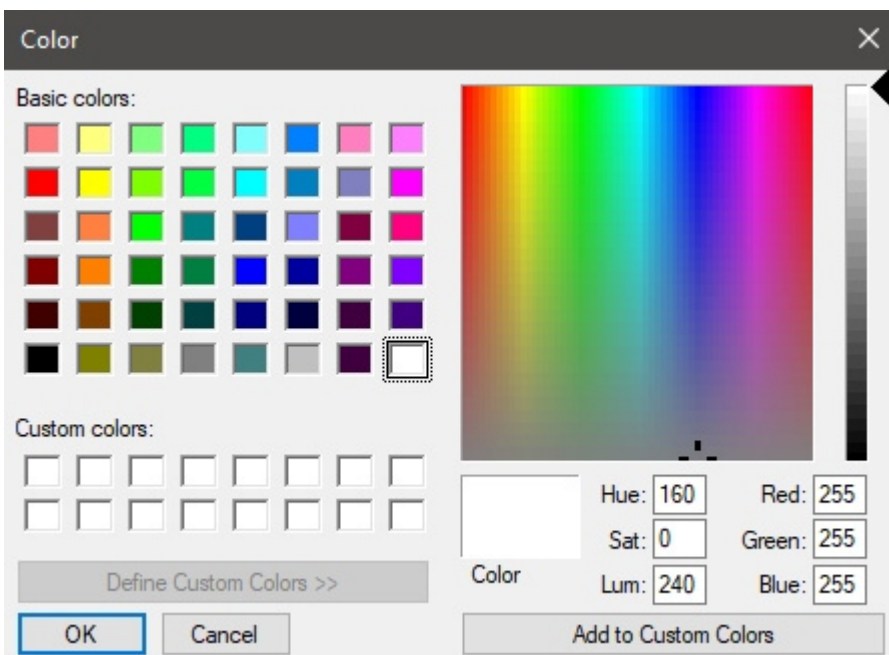 Color
Basic colors:
Custom colors:
Define Custom Colors >>
OK Cancel
Color
Hue: 160 Red: 255
Sat: 0 Green: 255
Lum: 240 Blue: 255
Add to Custom Colors